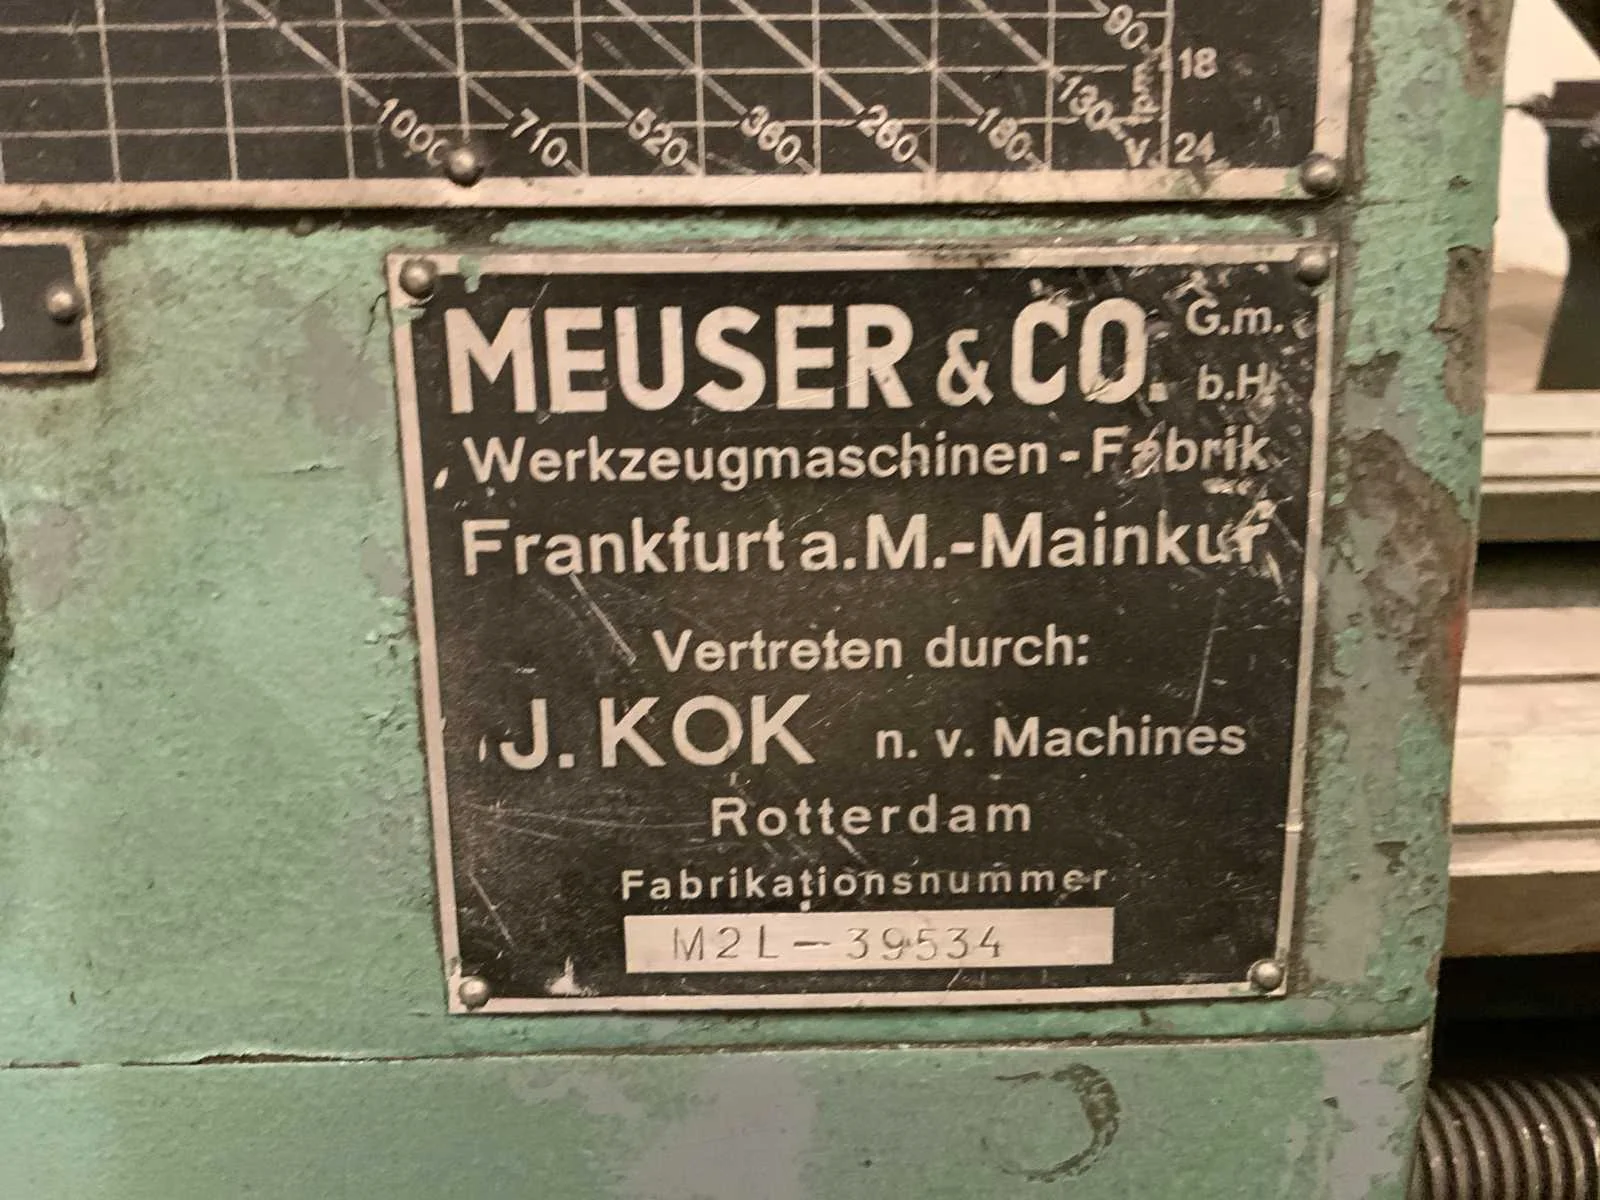 90
fpm
18
1000
710
520
360
260
180
130
v.
24
MEUSER & CO. G.m.
b.H.
Werkzeugmaschinen-Fabrik
Frankfurt a.M.-Mainkur
Vertreten durch:
J. KOK n. v. Machines
Rotterdam
Fabrikationsnummer
M2L-39534